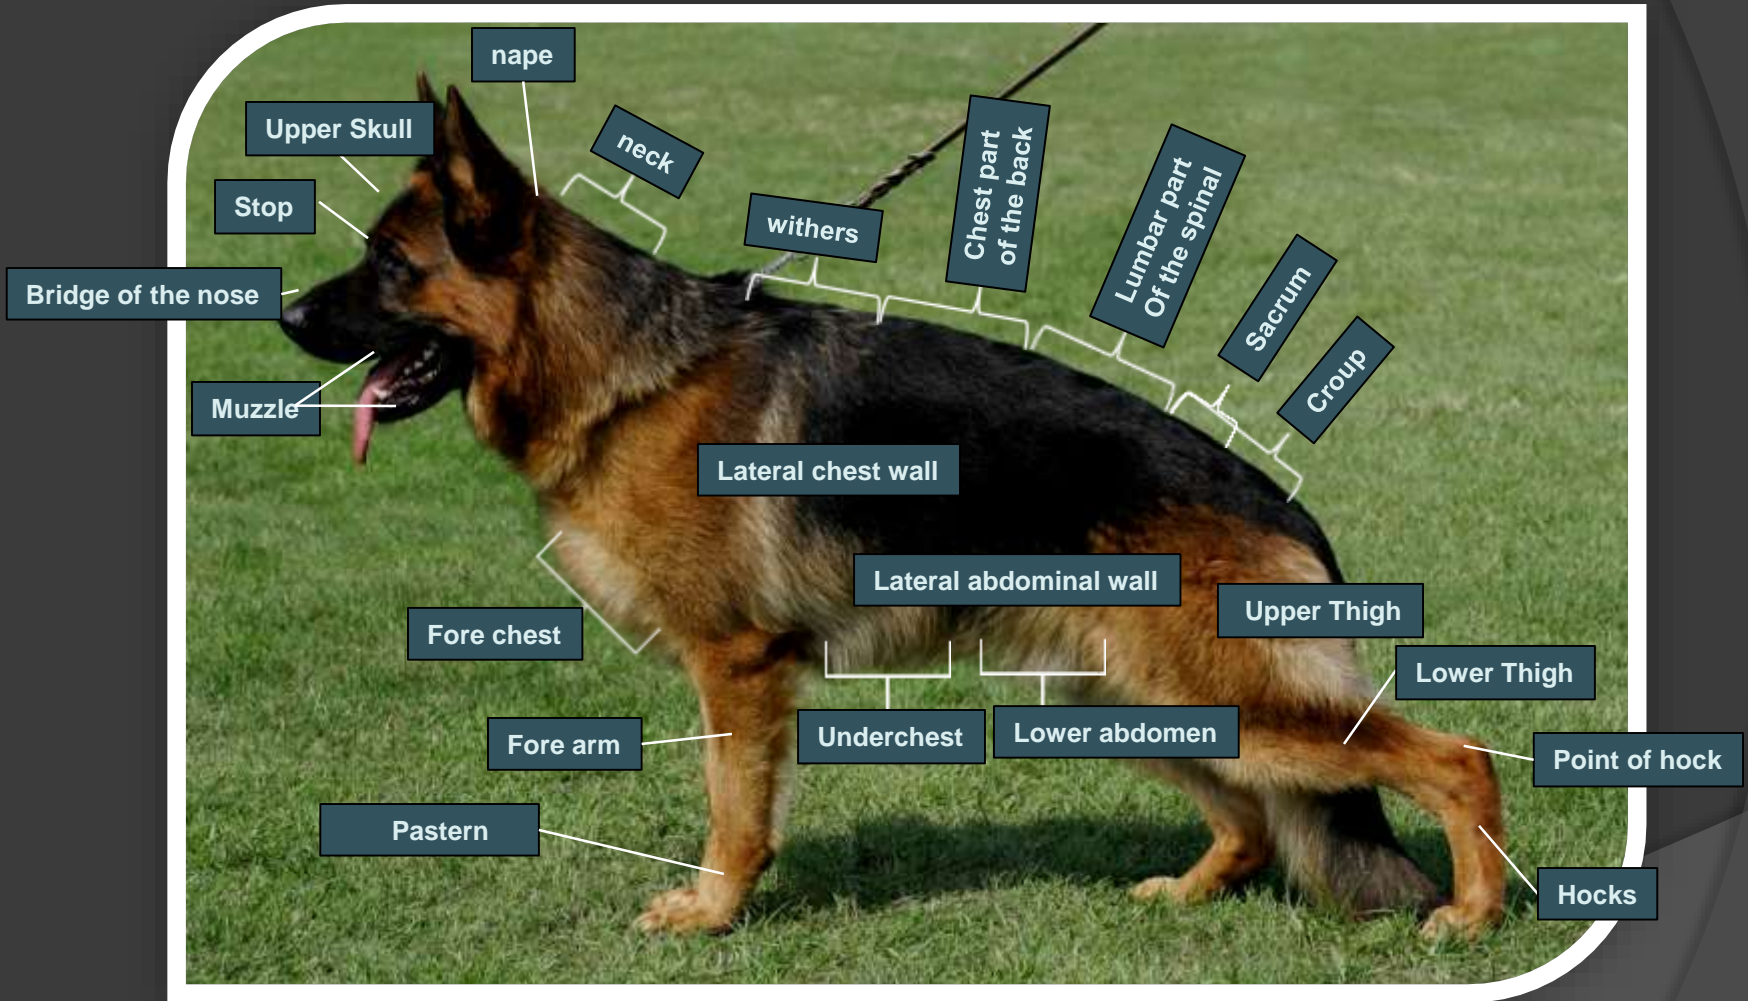 nape
Upper Skull
neck
Stop
withers
Chest part
of the back
Lumbar part
Of the spinal
Sacrum
Croup
Bridge of the nose
Muzzle
Lateral chest wall
Lateral abdominal wall
Upper Thigh
Fore chest
Lower Thigh
Fore arm
Underchest
Lower abdomen
Point of hock
Pastern
Hocks